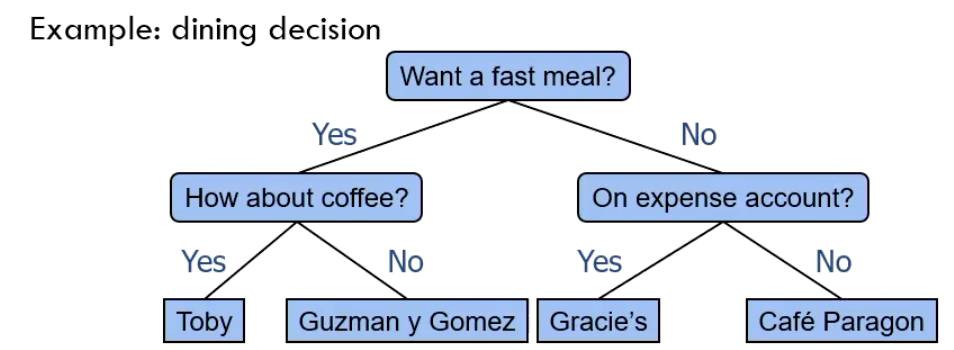 Example: dining decision
Want a fast meal?
Yes
No
How about coffee?
On expense account?
Yes
No
Yes
No
Toby
Guzman y Gomez
Gracie's
Café Paragon